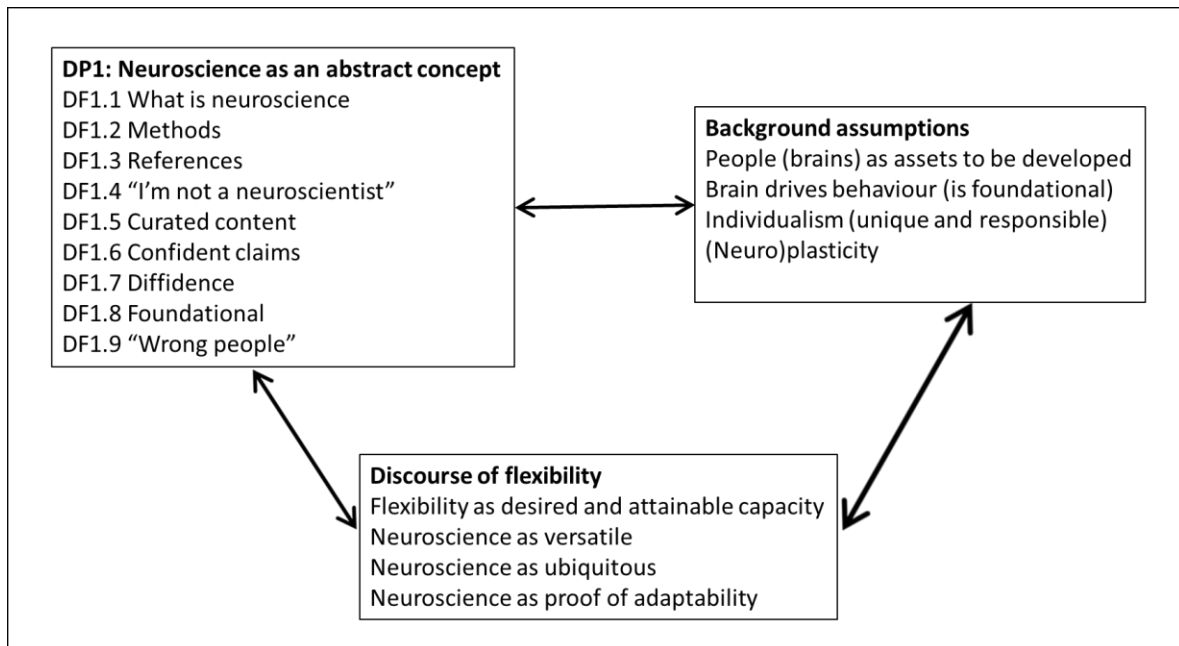 DP1: Neuroscience as an abstract concept
DF1.1 What is neuroscience
DF1.2 Methods
DF1.3 References
DF1.4 “I’m not a neuroscientist”
DF1.5 Curated content
DF1.6 Confident claims
DF1.7 Diffidence
DF1.8 Foundational
DF1.9 “Wrong people”
Background assumptions
People (brains) as assets to be developed
Brain drives behaviour (is foundational)
Individualism (unique and responsible)
(Neuro)plasticity
Discourse of flexibility
Flexibility as desired and attainable capacity
Neuroscience as versatile
Neuroscience as ubiquitous
Neuroscience as proof of adaptability